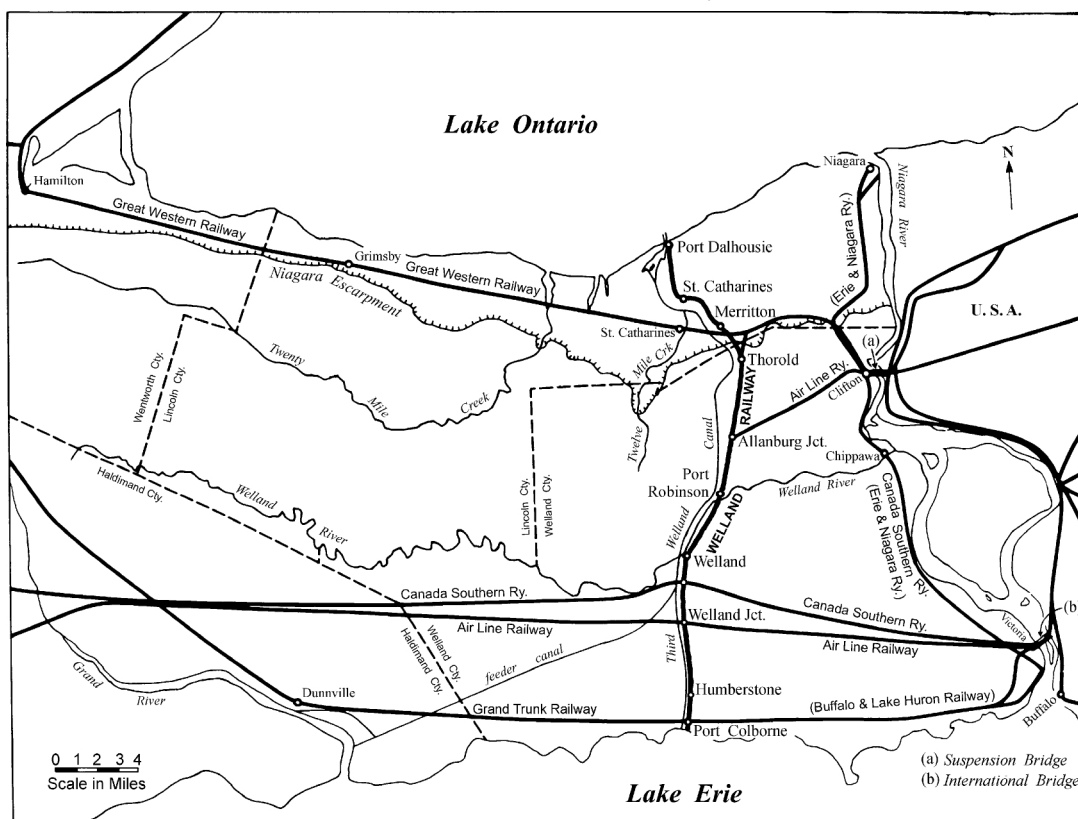 Lake Ontario
Hamilton
Great Western Railway
Grimsby
Great Western Railway
Niagara Escarpment
Port Dalhousie
St. Catharines
Merritton
St. Catharines
Thorold
Niagara
Niagara River
N
(Erie & Niagara Ry.)
U. S. A.
(a)
Clifton
Air Line Ry.
Allanburg Jct.
RAILWAY
Canal
Twelve
Mile Crk
Twenty
Mile
Creek
Wentworth Cty.
Lincoln Cty.
Haldimand Cty.
Lincoln Cty.
Welland Cty.
Port
Robinson
Chippawa
Welland River
WELLAND
Welland
Welland
River
Welland
Canada Southern Ry.
(Erie & Niagara Ry.)
Canada Southern Ry.
Canada Southern Ry.
Welland Jct.
Air Line Railway
Air Line Railway
Victoria
(b)
Welland Cty.
Haldimand Cty.
feeder canal
Third
Grand
River
Dunnville
Humberstone
Grand Trunk Railway
(Buffalo & Lake Huron Railway)
Buffalo
Port Colborne
0 1 2 3 4
Scale in Miles
Lake Erie
(a) Suspension Bridge
(b) International Bridge